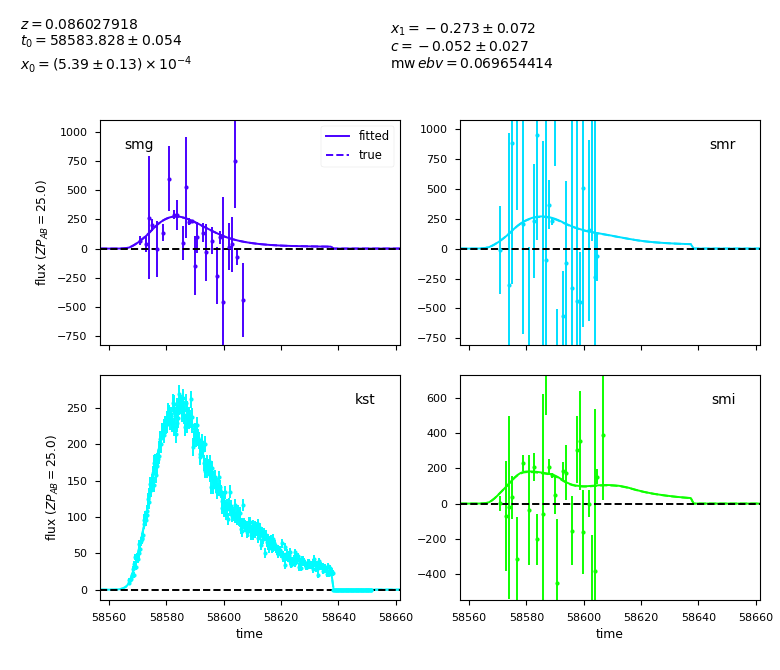 z = 0.086027918
t₀ = 58583.828 ± 0.054
x₀ = (5.39 ± 0.13) × 10⁻⁴
x₁ = −0.273 ± 0.072
c = −0.052 ± 0.027
mw ebv = 0.069654414
smg
fitted
true
1000
750
500
250
0
−250
−500
−750
flux (ZP_AB = 25.0)
smr
1000
750
500
250
0
−250
−500
−750
kst
250
200
150
100
50
0
flux (ZP_AB = 25.0)
58560 58580 58600 58620 58640 58660
time
smi
600
400
200
0
−200
−400
58560 58580 58600 58620 58640 58660
time